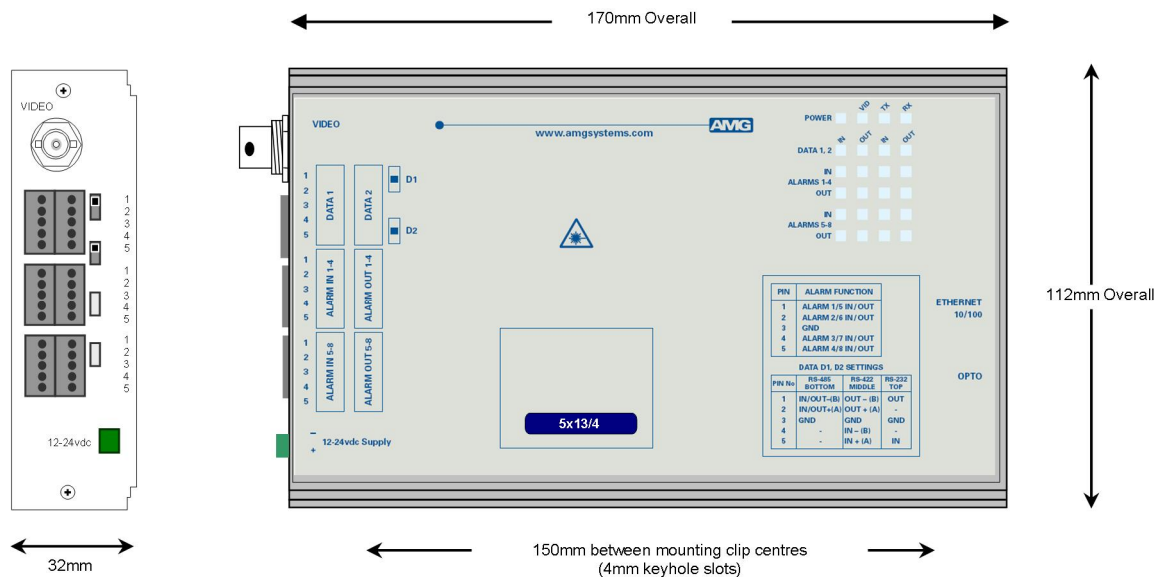 170mm Overall
VIDEO
1
2
3
4
5
1
2
3
4
5
1
2
3
4
5
12-24vdc
32mm
VIDEO
www.amgsystems.com
AMG
1
2
3
4
5
DATA 1
DATA 2
D1
D2
1
2
3
4
5
ALARM IN 1-4
ALARM OUT 1-4
1
2
3
4
5
ALARM IN 5-8
ALARM OUT 5-8
−
+
12-24vdc Supply
5x13/4
VID TX RX
POWER
IN OUT IN OUT
DATA 1, 2
IN
ALARMS 1-4
OUT
IN
ALARMS 5-8
OUT
PIN ALARM FUNCTION
1 ALARM 1/5 IN/OUT
2 ALARM 2/6 IN/OUT
3 GND
4 ALARM 3/7 IN/OUT
5 ALARM 4/8 IN/OUT
DATA D1, D2 SETTINGS
PIN No RS-485 BOTTOM RS-422 MIDDLE RS-232 TOP
1 IN/OUT–(B) OUT – (B) OUT
2 IN/OUT+(A) OUT + (A) -
3 GND GND GND
4 - IN – (B) -
5 - IN + (A) IN
ETHERNET
10/100
OPTO
112mm Overall
150mm between mounting clip centres
(4mm keyhole slots)